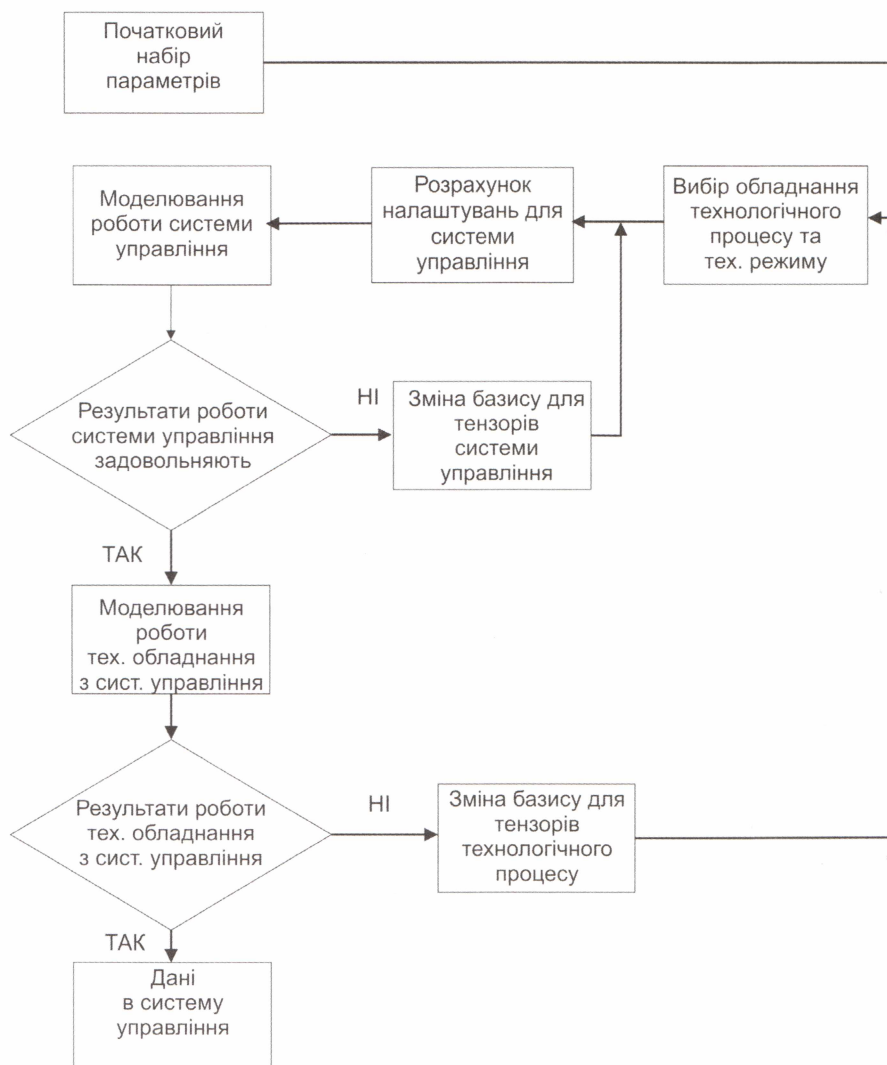 Початковий
набір
параметрів
Моделювання
роботи системи
управління
Розрахунок
налаштувань для
системи
управління
Вибір обладнання
технологічного
процесу та
тех. режиму
Результати роботи
системи управління
задовольняють
НІ
Зміна базису для
тензорів
системи
управління
ТАК
Моделювання
роботи
тех. обладнання
з сист. управління
Результати роботи
тех. обладнання
з сист. управління
НІ
Зміна базису для
тензорів
технологічного
процесу
ТАК
Дані
в систему
управління